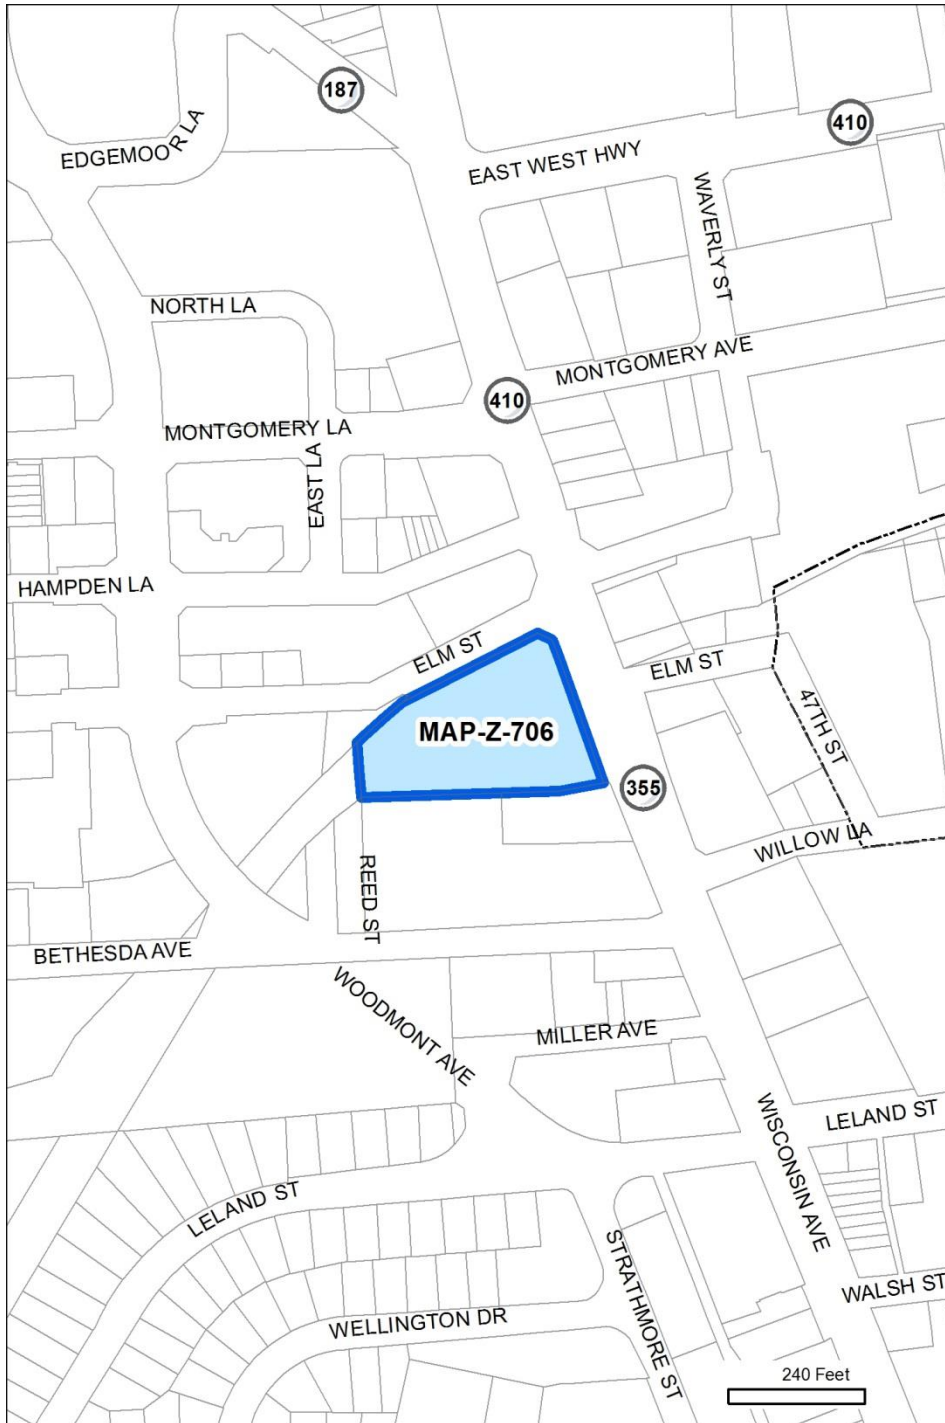 187
410
EDGEMOOR LA
EAST WEST HWY
WAVERLY ST
NORTH LA
MONTGOMERY AVE
410
MONTGOMERY LA
EAST LA
HAMPDEN LA
ELM ST
ELM ST
47TH ST
MAP-Z-706
355
WILLOW LA
REED ST
BETHESDA AVE
WOODMONT AVE
MILLER AVE
WISCONSIN AVE
LELAND ST
LELAND ST
STRATHMORE ST
WALSH ST
WELLINGTON DR
240 Feet